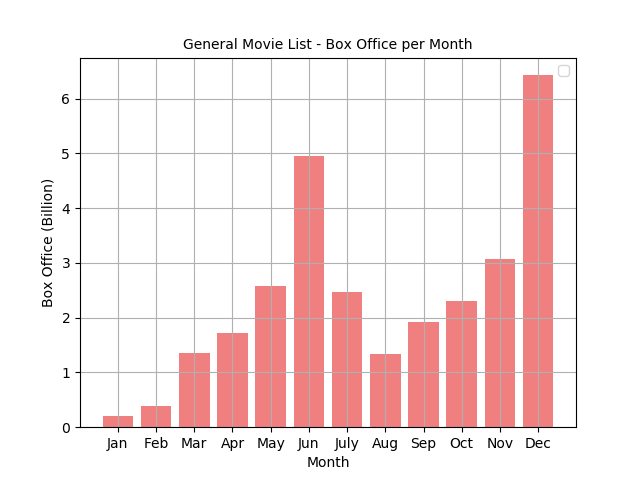 General Movie List - Box Office per Month
Box Office (Billion)
6
5
4
3
2
1
0
Jan Feb Mar Apr May Jun July Aug Sep Oct Nov Dec
Month